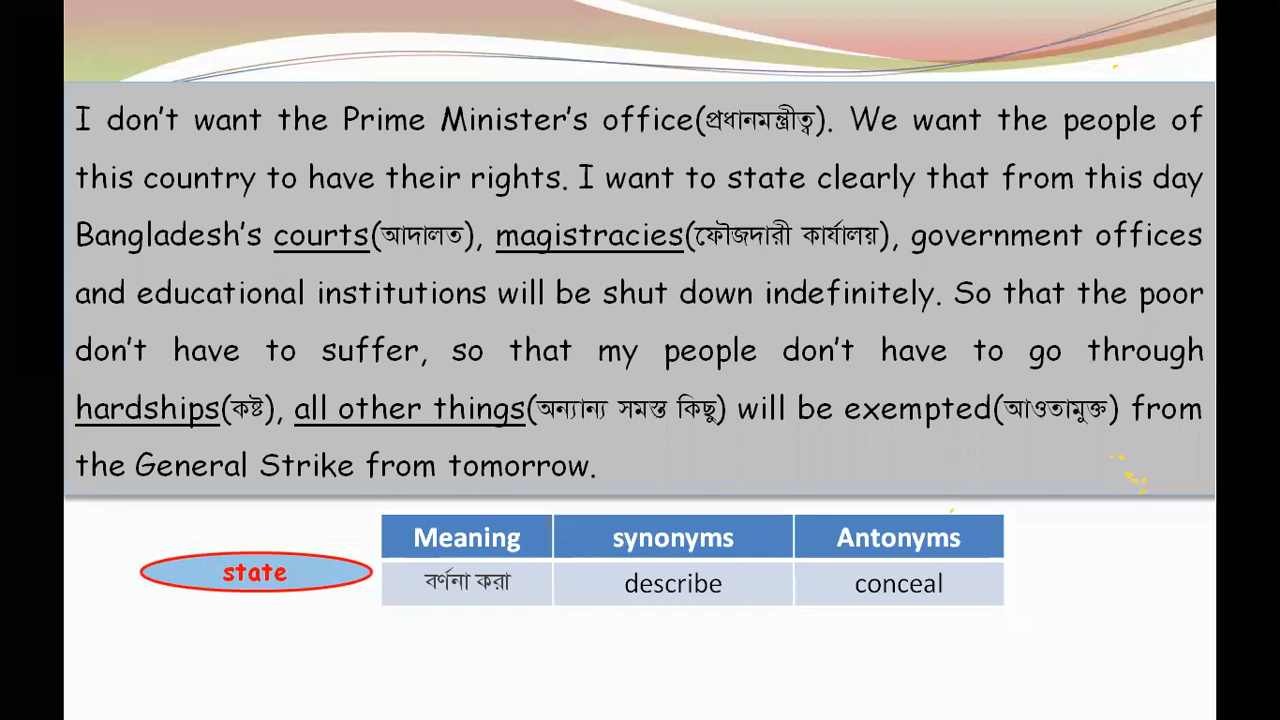 I don't want the Prime Minister's office(প্রধানমন্ত্রীত্ব). We want the people of
this country to have their rights. I want to state clearly that from this day
Bangladesh's courts(আদালত), magistracies(ফৌজদারী কার্যালয়), government offices
and educational institutions will be shut down indefinitely. So that the poor
don't have to suffer, so that my people don't have to go through
hardships(কষ্ট), all other things(অন্যান্য সমস্ত কিছু) will be exempted(আওতামুক্ত) from
the General Strike from tomorrow.
Meaning synonyms Antonyms
state বর্ণনা করা describe conceal